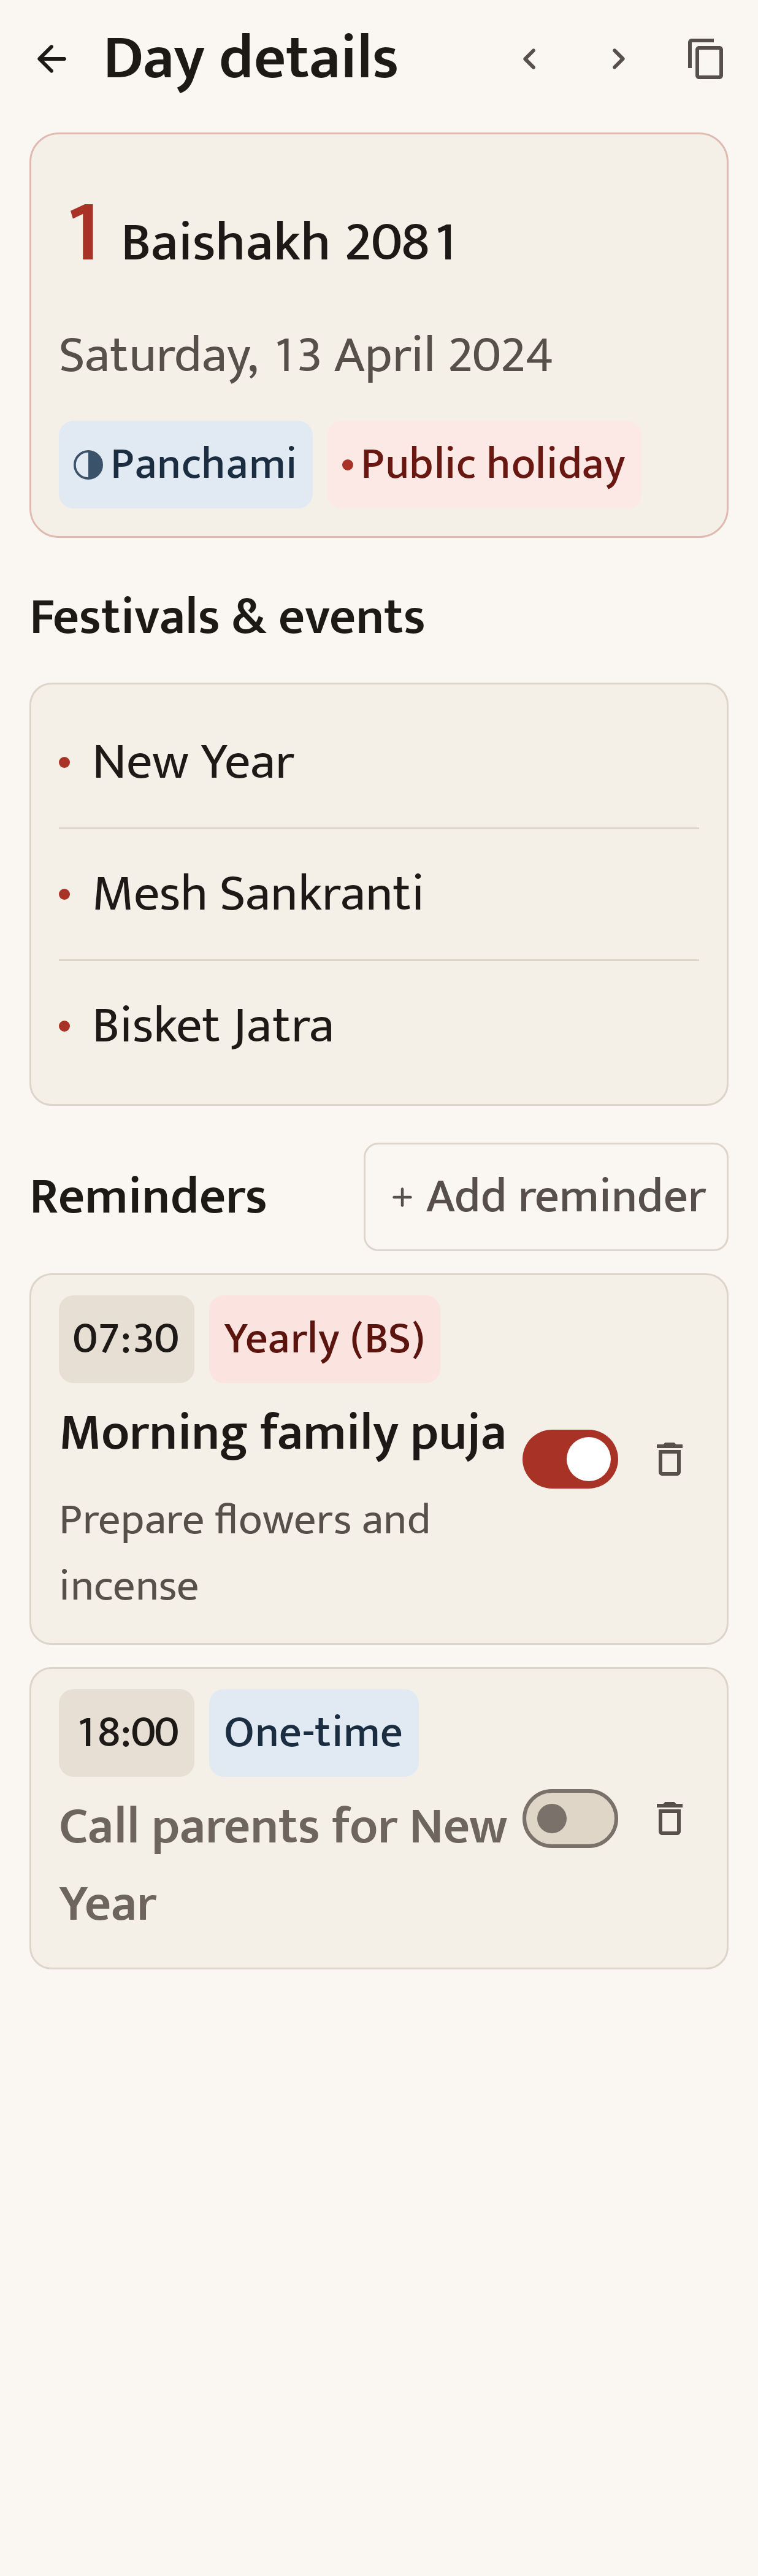 Day details
1 Baishakh 2081
Saturday, 13 April 2024
Panchami
Public holiday
Festivals & events
New Year
Mesh Sankranti
Bisket Jatra
Reminders
+ Add reminder
07:30
Yearly (BS)
Morning family puja
Prepare flowers and
incense
18:00
One-time
Call parents for New
Year